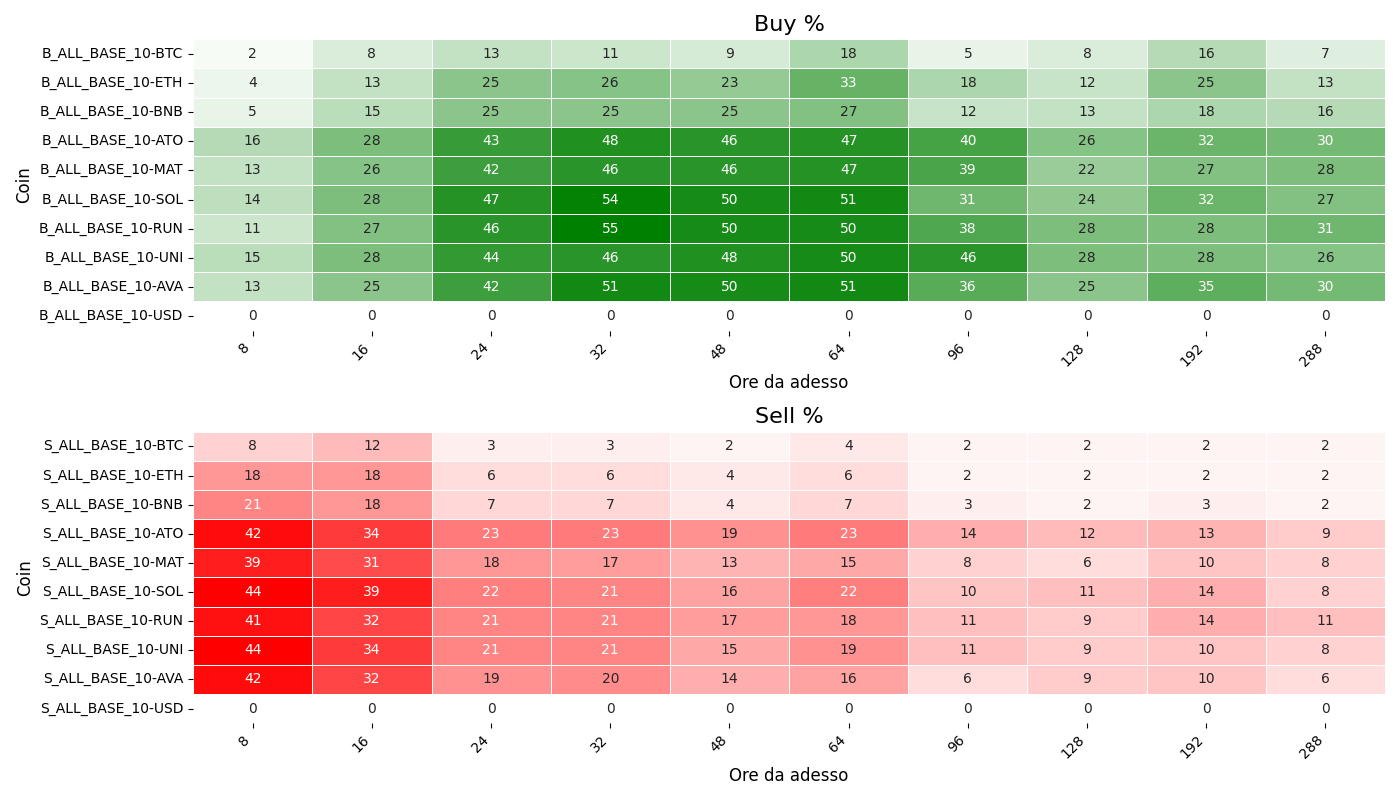 Buy %
Coin
B_ALL_BASE_10-BTC 2 8 13 11 9 18 5 8 16 7
B_ALL_BASE_10-ETH 4 13 25 26 23 33 18 12 25 13
B_ALL_BASE_10-BNB 5 15 25 25 25 27 12 13 18 16
B_ALL_BASE_10-ATO 16 28 43 48 46 47 40 26 32 30
B_ALL_BASE_10-MAT 13 26 42 46 46 47 39 22 27 28
B_ALL_BASE_10-SOL 14 28 47 54 50 51 31 24 32 27
B_ALL_BASE_10-RUN 11 27 46 55 50 50 38 28 28 31
B_ALL_BASE_10-UNI 15 28 44 46 48 50 46 28 28 26
B_ALL_BASE_10-AVA 13 25 42 51 50 51 36 25 35 30
B_ALL_BASE_10-USD 0 0 0 0 0 0 0 0 0 0
8 16 24 32 48 64 96 128 192 288
Ore da adesso
Sell %
Coin
S_ALL_BASE_10-BTC 8 12 3 3 2 4 2 2 2 2
S_ALL_BASE_10-ETH 18 18 6 6 4 6 2 2 2 2
S_ALL_BASE_10-BNB 21 18 7 7 4 7 3 2 3 2
S_ALL_BASE_10-ATO 42 34 23 23 19 23 14 12 13 9
S_ALL_BASE_10-MAT 39 31 18 17 13 15 8 6 10 8
S_ALL_BASE_10-SOL 44 39 22 21 16 22 10 11 14 8
S_ALL_BASE_10-RUN 41 32 21 21 17 18 11 9 14 11
S_ALL_BASE_10-UNI 44 34 21 21 15 19 11 9 10 8
S_ALL_BASE_10-AVA 42 32 19 20 14 16 6 9 10 6
S_ALL_BASE_10-USD 0 0 0 0 0 0 0 0 0 0
8 16 24 32 48 64 96 128 192 288
Ore da adesso